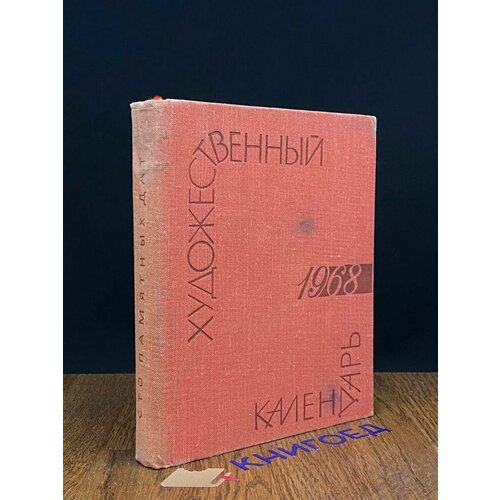 СТО ПАМЯТНЫХ ДАТ
ХУДОЖЕСТВЕННЫЙ
1968
КАЛЕНДАРЬ
КНИГОЕД